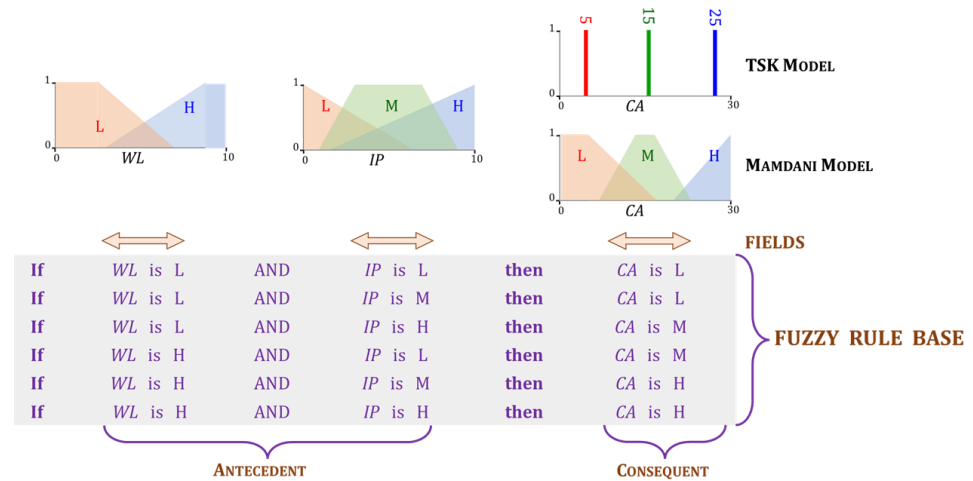 5 15 25
1
0 CA 30
TSK MODEL
1
L H
0
0 WL 10
1
L M H
0
0 IP 10
1
L M H
0
0 CA 30
MAMDANI MODEL
FIELDS
If WL is L AND IP is L then CA is L
If WL is L AND IP is M then CA is L
If WL is L AND IP is H then CA is M
If WL is H AND IP is L then CA is M
If WL is H AND IP is M then CA is H
If WL is H AND IP is H then CA is H
FUZZY RULE BASE
ANTECEDENT
CONSEQUENT